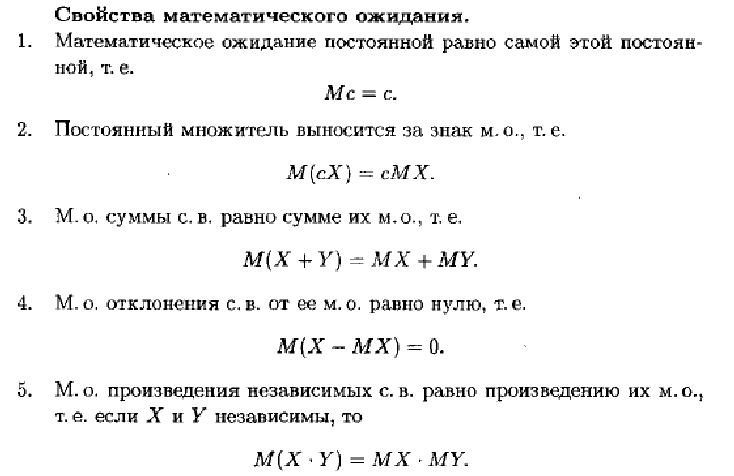 Свойства математического ожидания.
1. Математическое ожидание постоянной равно самой этой постоян-
ной, т. е.
Mc = c.
2. Постоянный множитель выносится за знак м. о., т. е.
M(cX) = cMX.
3. М. о. суммы с. в. равно сумме их м. о., т. е.
M(X + Y) = MX + MY.
4. М. о. отклонения с. в. от ее м. о. равно нулю, т. е.
M(X − MX) = 0.
5. М. о. произведения независимых с. в. равно произведению их м. о.,
т. е. если X и Y независимы, то
M(X · Y) = MX · MY.